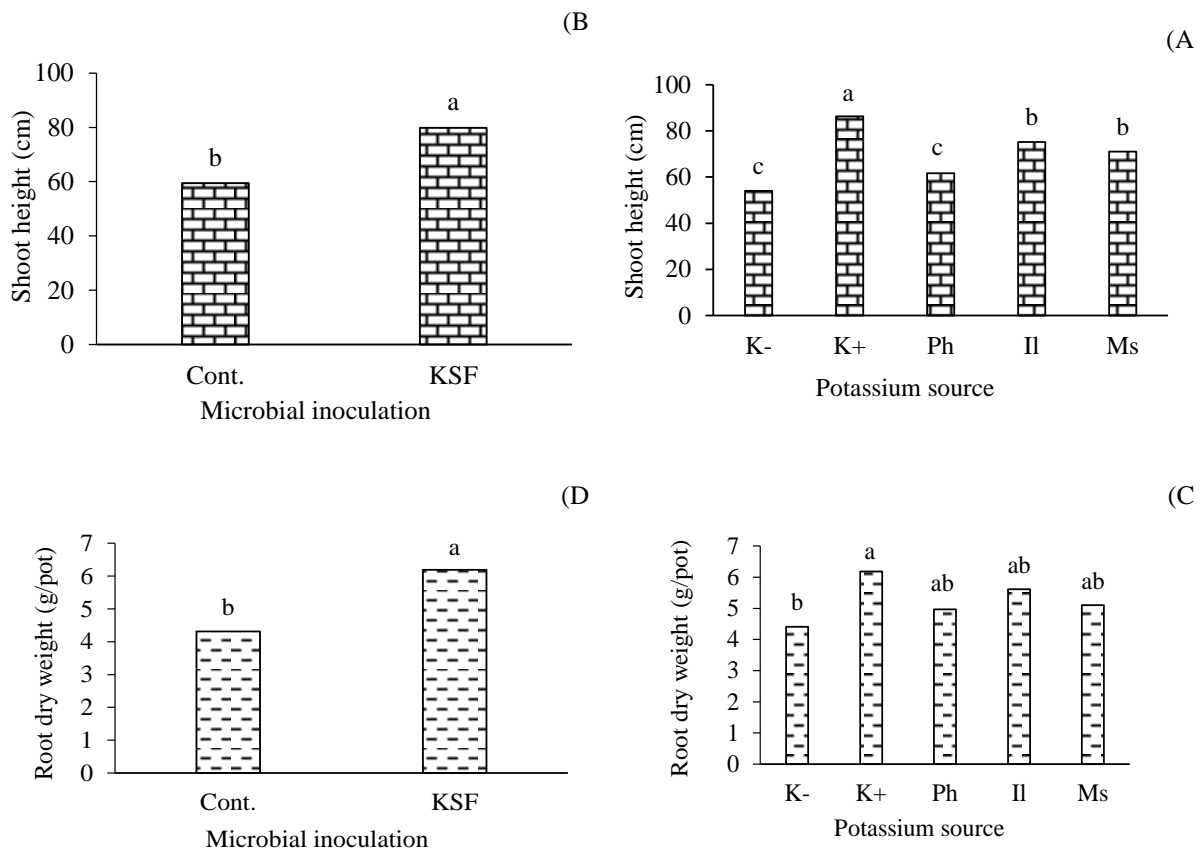 (B
100
80
60
40
20
0
Shoot height (cm)
b
a
Cont. KSF
Microbial inoculation
(A
100
80
60
40
20
0
Shoot height (cm)
c
a
c
b
b
K- K+ Ph Il Ms
Potassium source
(D
7
6
5
4
3
2
1
0
Root dry weight (g/pot)
b
a
Cont. KSF
Microbial inoculation
(C
7
6
5
4
3
2
1
0
Root dry weight (g/pot)
b
a
ab
ab
ab
K- K+ Ph Il Ms
Potassium source